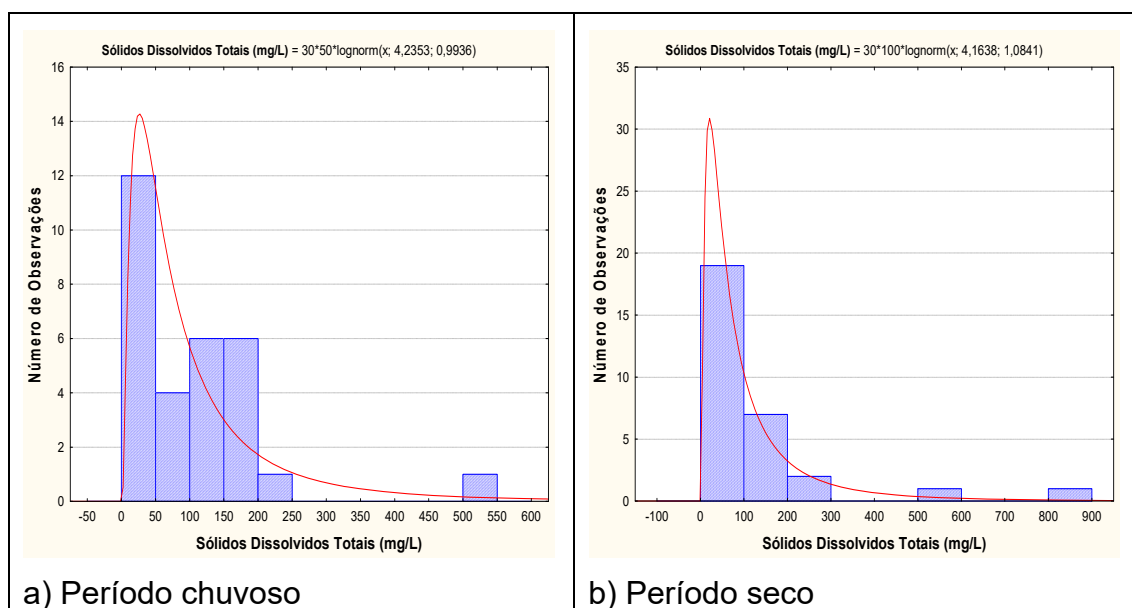 Sólidos Dissolvidos Totais (mg/L) = 30*50*lognorm(x; 4,2353; 0,9936)
16
14
12
10
8
6
4
2
0
Número de Observações
-50 0 50 100 150 200 250 300 350 400 450 500 550 600
Sólidos Dissolvidos Totais (mg/L)
a) Período chuvoso
Sólidos Dissolvidos Totais (mg/L) = 30*100*lognorm(x; 4,1638; 1,0841)
35
30
25
20
15
10
5
0
Número de Observações
-100 0 100 200 300 400 500 600 700 800 900
Sólidos Dissolvidos Totais (mg/L)
b) Período seco